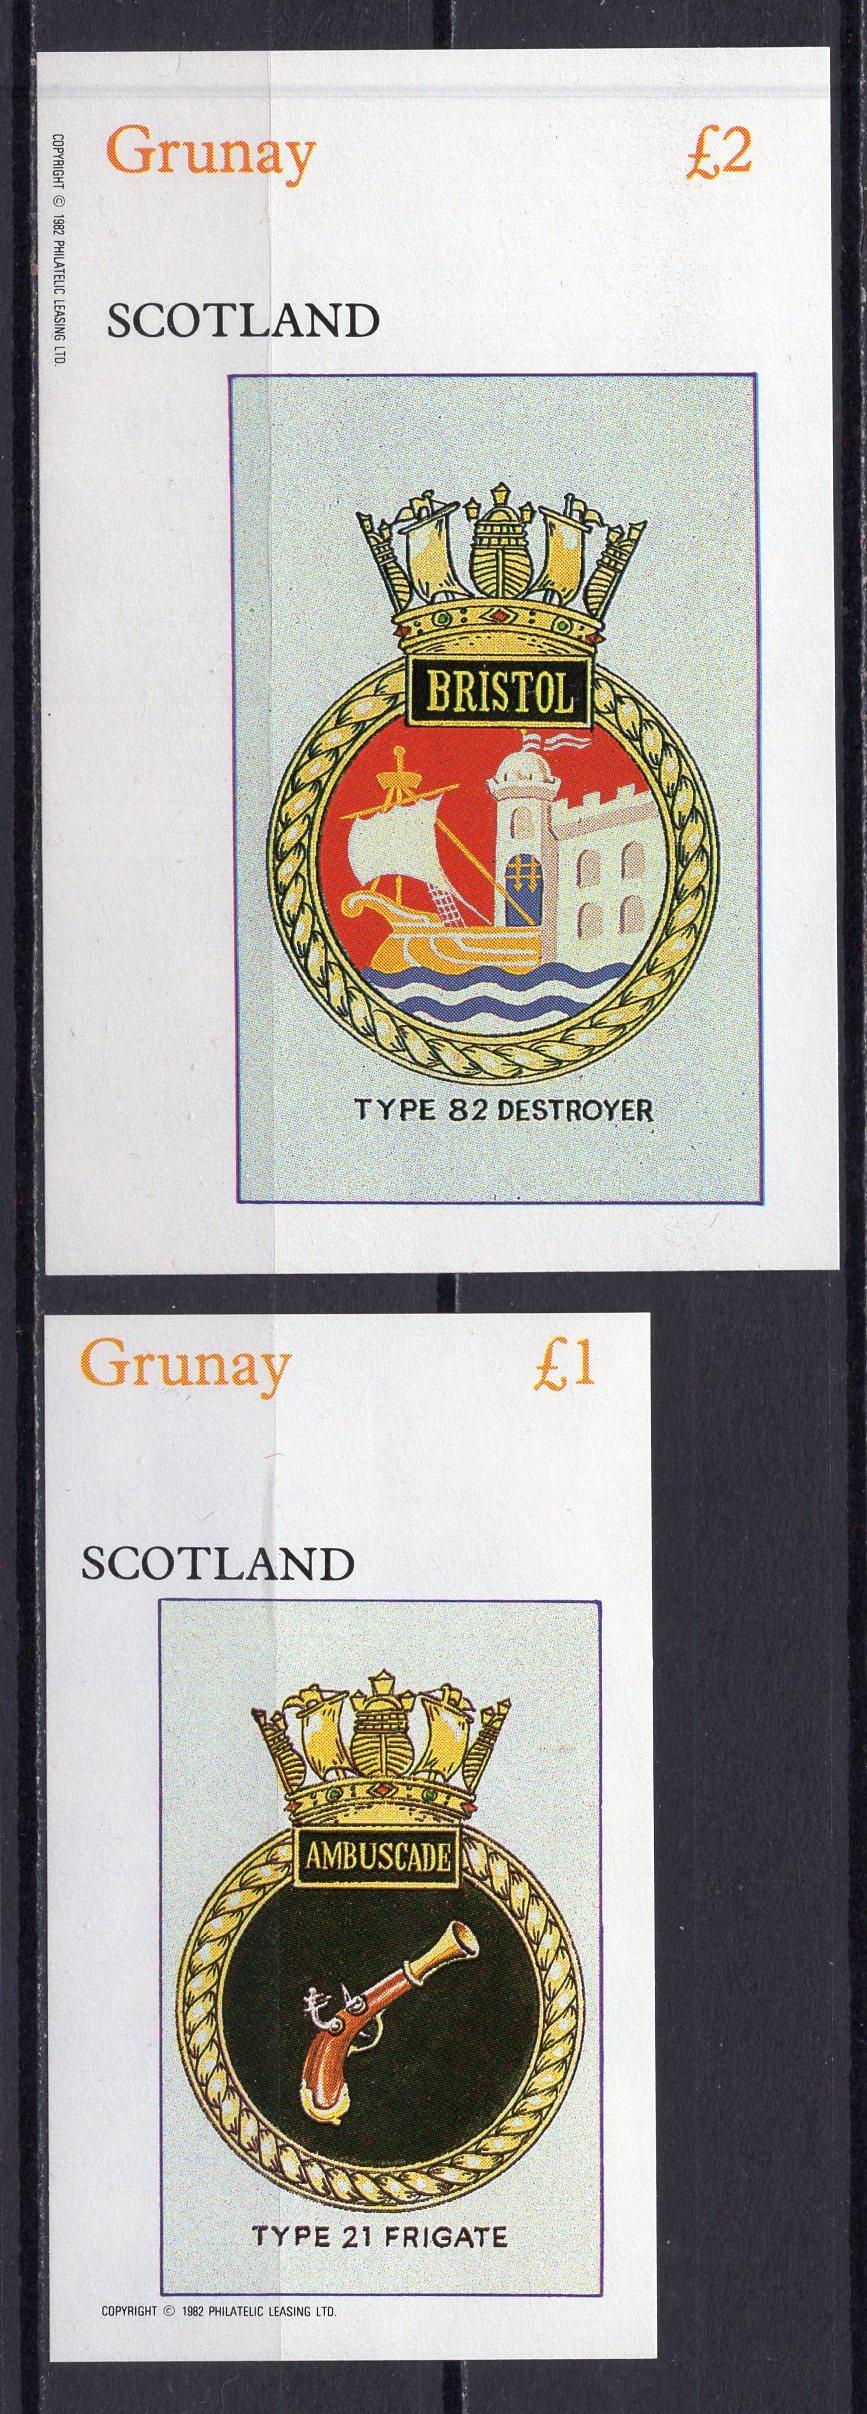 Grunay £2
COPYRIGHT © 1982 PHILATELIC LEASING LTD.
SCOTLAND
BRISTOL
TYPE 82 DESTROYER
Grunay £1
SCOTLAND
AMBUSCADE
TYPE 21 FRIGATE
COPYRIGHT © 1982 PHILATELIC LEASING LTD.